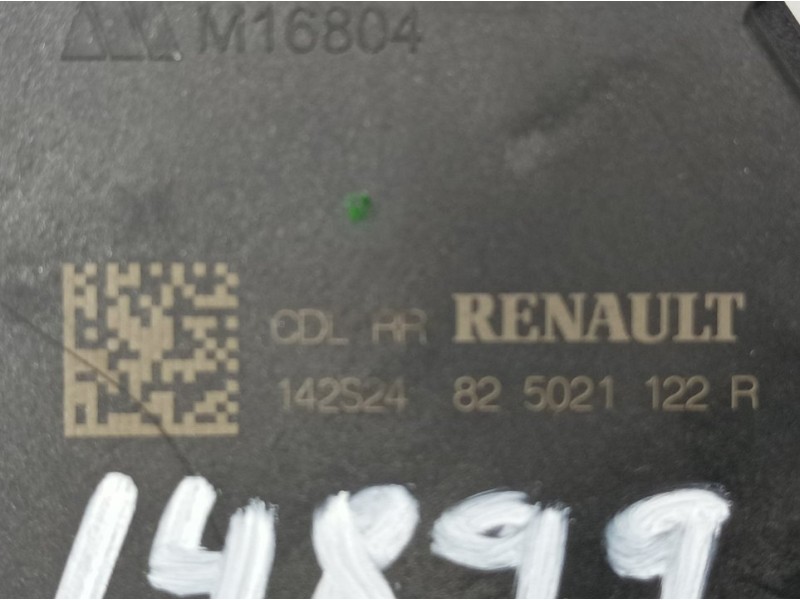 M16804
CDL RR RENAULT
142S24 82 5021 122 R
14899